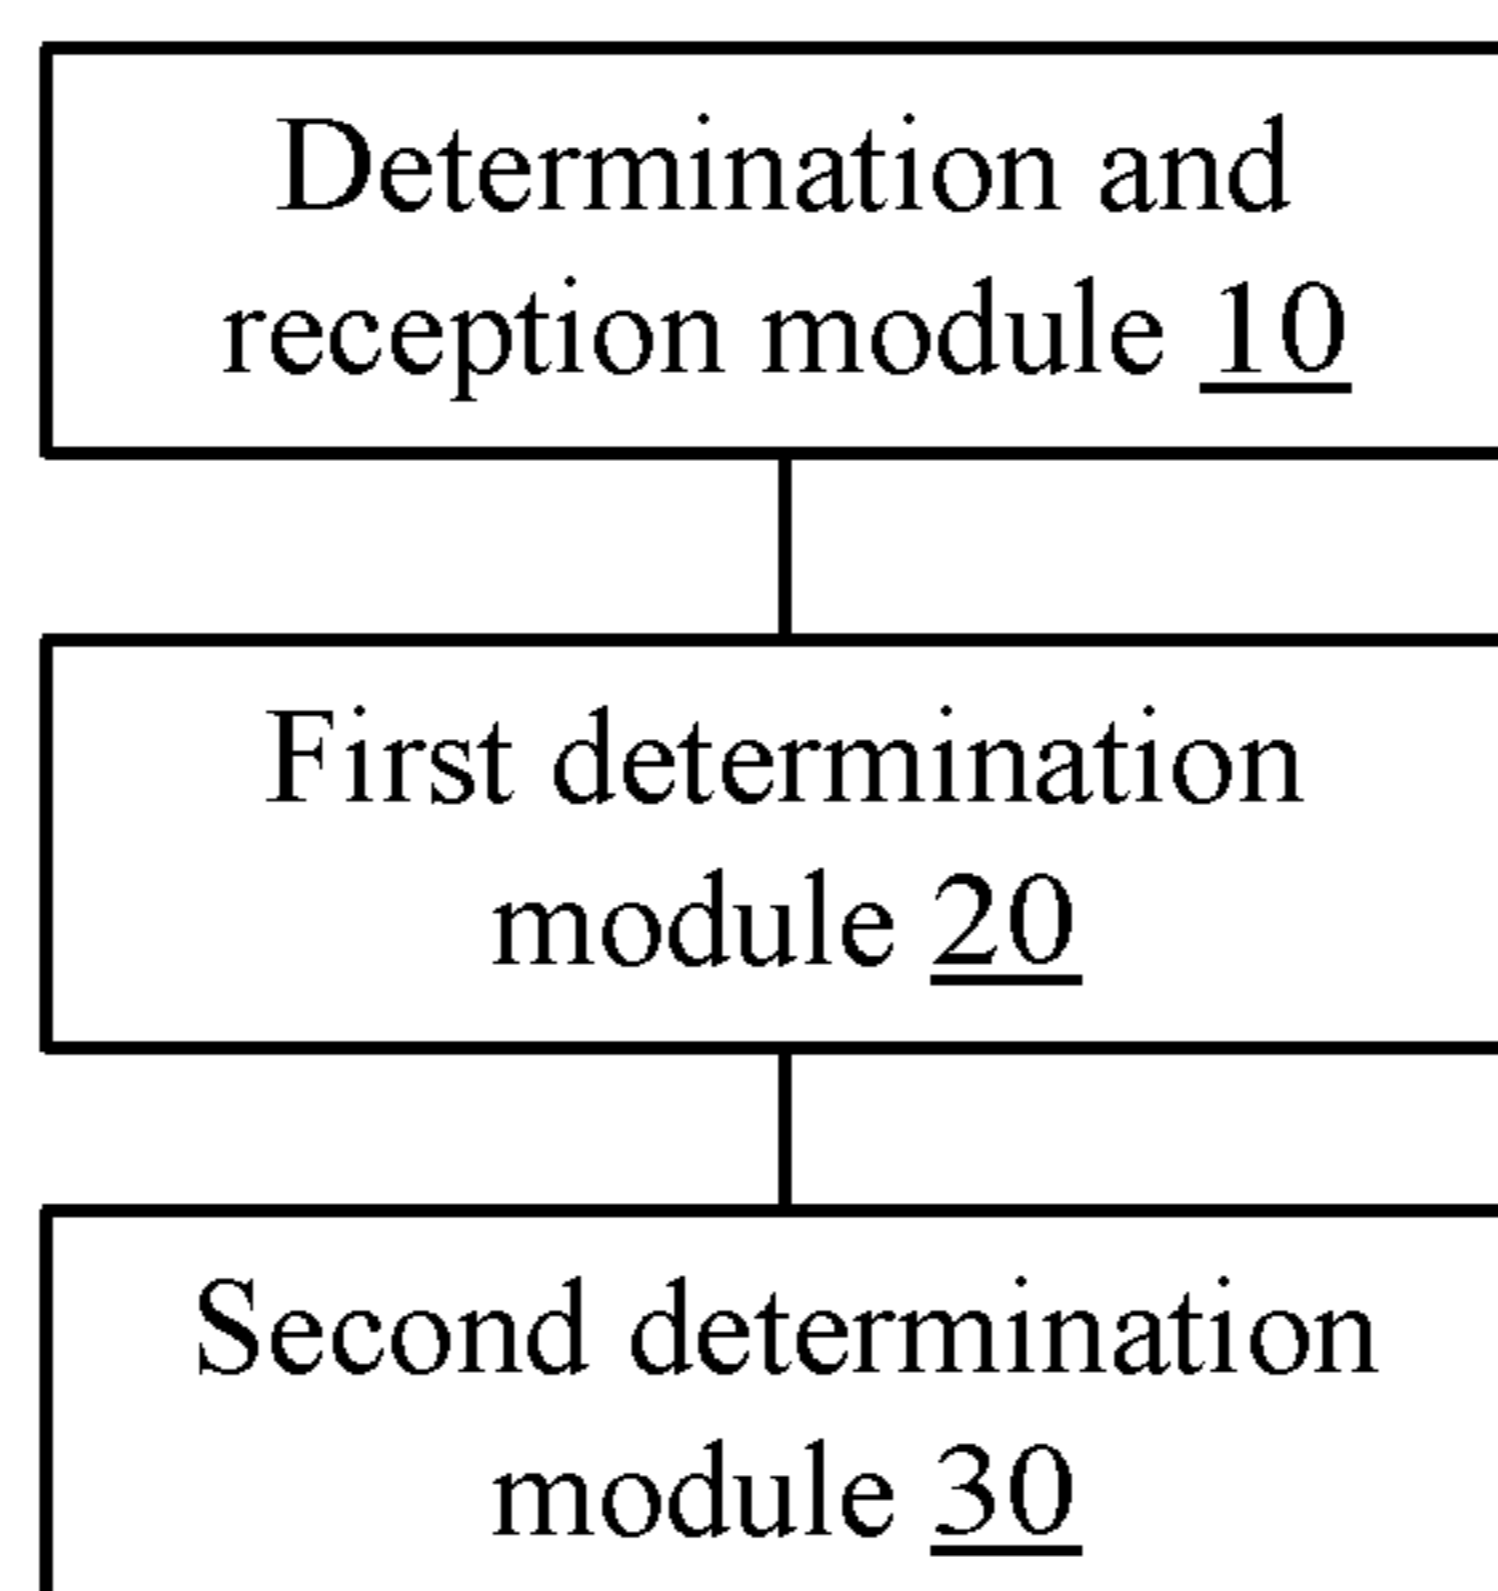 Determination and
reception module 10
First determination
module 20
Second determination
module 30